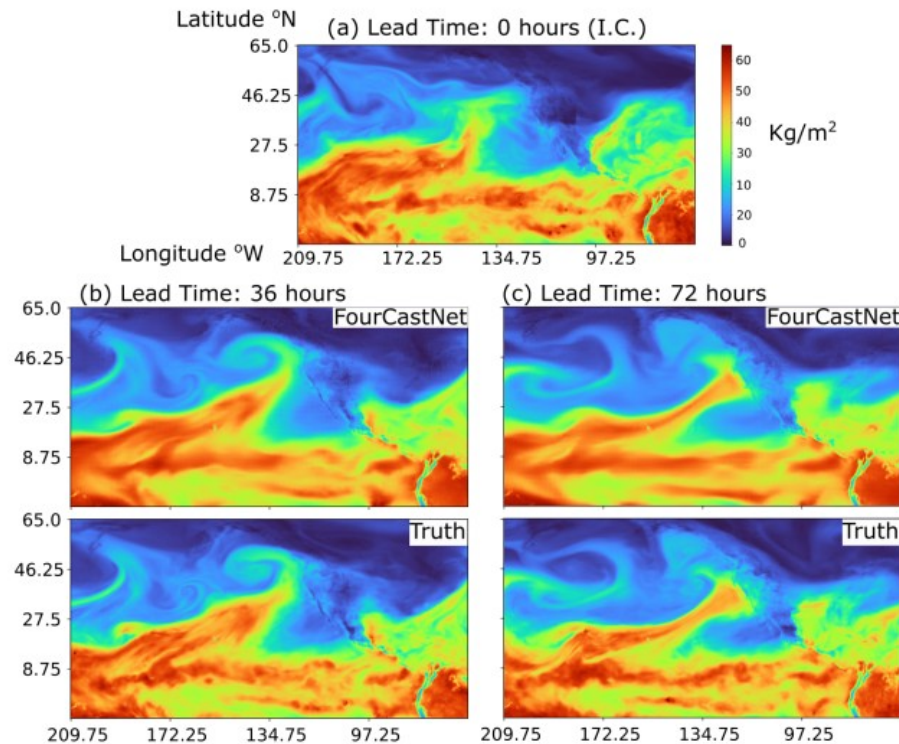 Latitude °N
(a) Lead Time: 0 hours (I.C.)
65.0
46.25
27.5
8.75
60
50
40
30
10
20
0
Kg/m²
Longitude °W
209.75 172.25 134.75 97.25
(b) Lead Time: 36 hours
(c) Lead Time: 72 hours
65.0
46.25
27.5
8.75
FourCastNet
FourCastNet
65.0
46.25
27.5
8.75
Truth
Truth
209.75 172.25 134.75 97.25
209.75 172.25 134.75 97.25